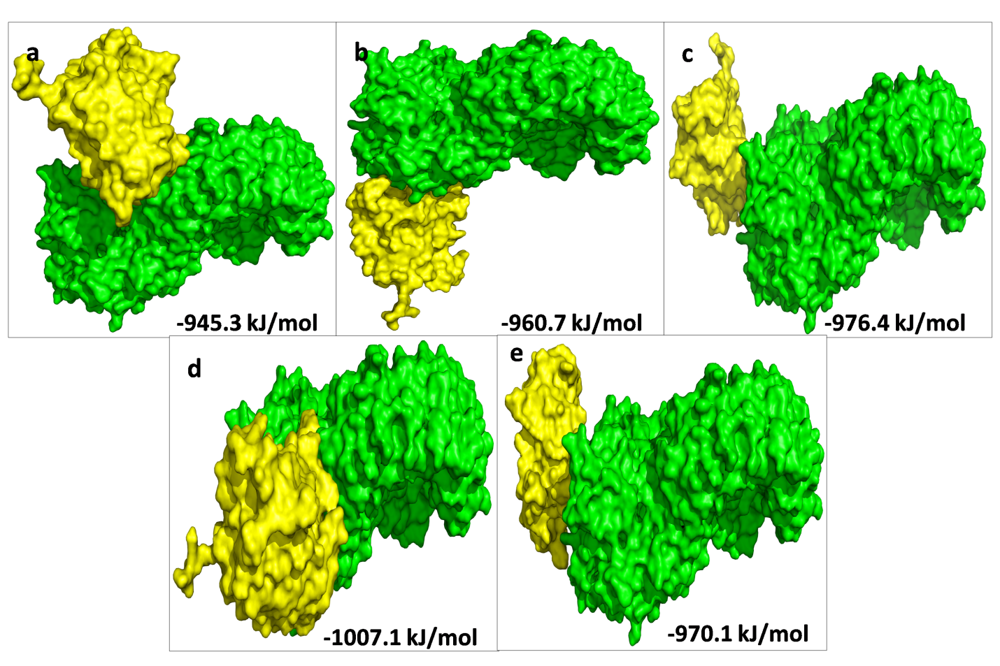 a
b
c
-945.3 kJ/mol
-960.7 kJ/mol
-976.4 kJ/mol
d
e
-1007.1 kJ/mol
-970.1 kJ/mol